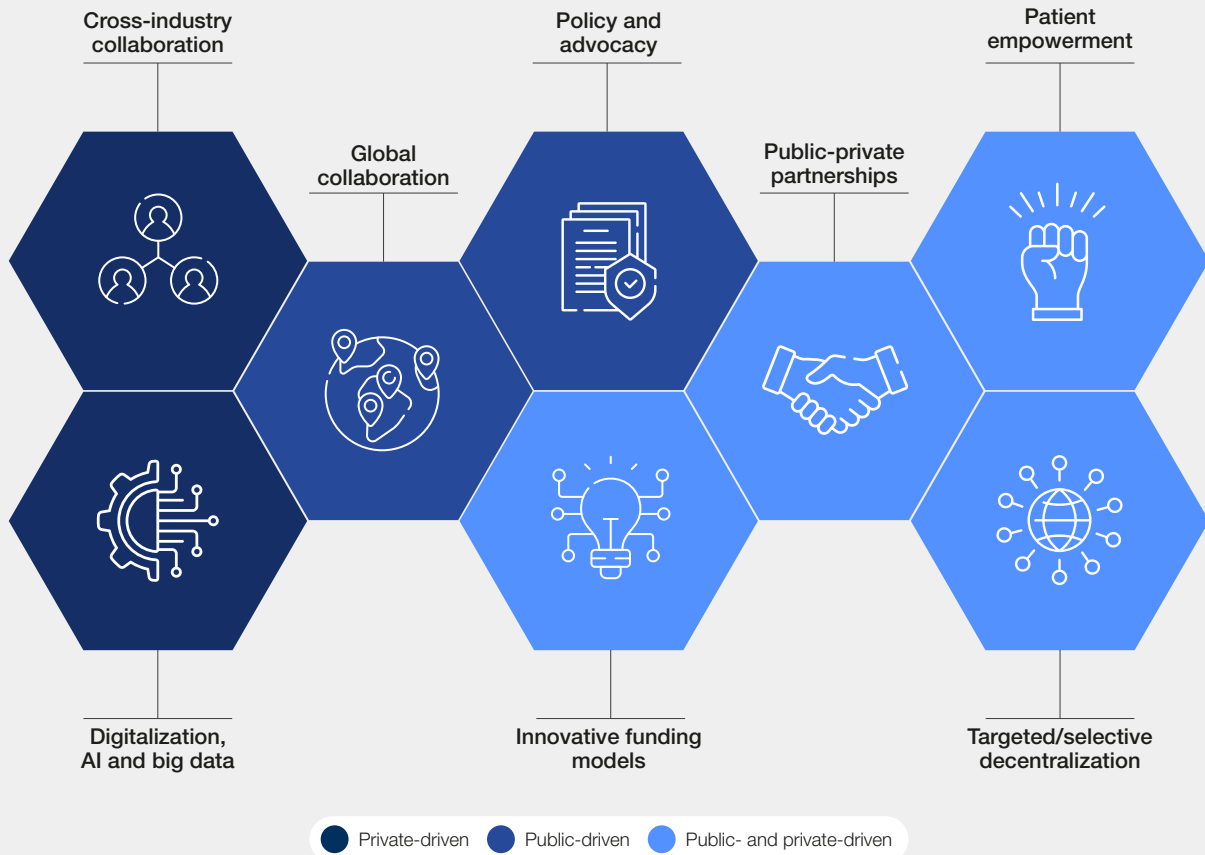 Cross-industry
collaboration
Policy and
advocacy
Patient
empowerment
Global
collaboration
Public-private
partnerships
Digitalization,
AI and big data
Innovative funding
models
Targeted/selective
decentralization
Private-driven
Public-driven
Public- and private-driven